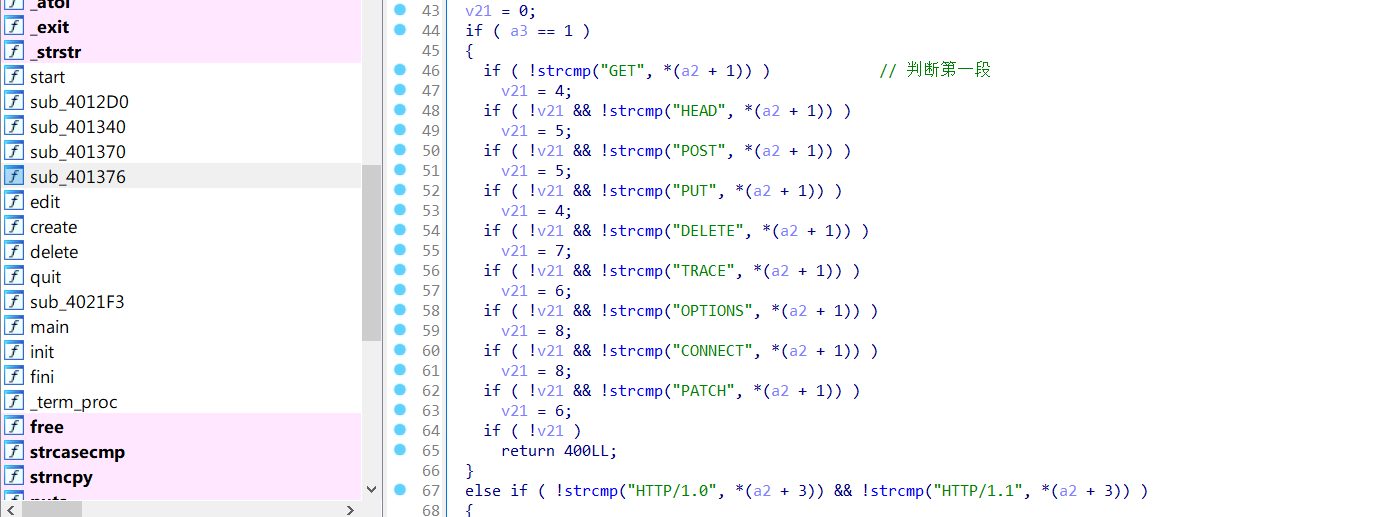 _atoi
_exit
_strstr
start
sub_4012D0
sub_401340
sub_401370
sub_401376
edit
create
delete
quit
sub_4021F3
main
init
fini
_term_proc
free
strcasecmp
strncpy
puts
43 v21 = 0;
44 if ( a3 == 1 )
45 {
46 if ( !strcmp("GET", *(a2 + 1)) ) // 判断第一段
47 v21 = 4;
48 if ( !v21 && !strcmp("HEAD", *(a2 + 1)) )
49 v21 = 5;
50 if ( !v21 && !strcmp("POST", *(a2 + 1)) )
51 v21 = 5;
52 if ( !v21 && !strcmp("PUT", *(a2 + 1)) )
53 v21 = 4;
54 if ( !v21 && !strcmp("DELETE", *(a2 + 1)) )
55 v21 = 7;
56 if ( !v21 && !strcmp("TRACE", *(a2 + 1)) )
57 v21 = 6;
58 if ( !v21 && !strcmp("OPTIONS", *(a2 + 1)) )
59 v21 = 8;
60 if ( !v21 && !strcmp("CONNECT", *(a2 + 1)) )
61 v21 = 8;
62 if ( !v21 && !strcmp("PATCH", *(a2 + 1)) )
63 v21 = 6;
64 if ( !v21 )
65 return 400LL;
66 }
67 else if ( !strcmp("HTTP/1.0", *(a2 + 3)) && !strcmp("HTTP/1.1", *(a2 + 3)) )
68 {